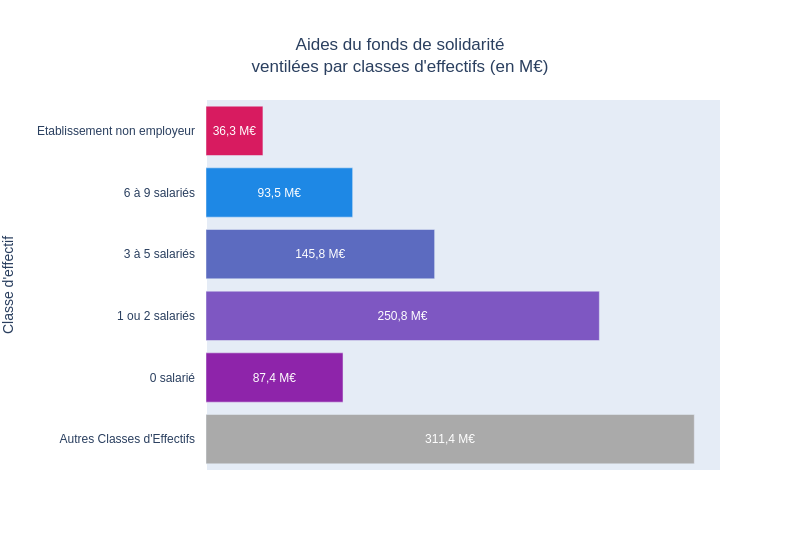 Aides du fonds de solidarité
ventilées par classes d'effectifs (en M€)
Classe d'effectif
Etablissement non employeur
36,3 M€
6 à 9 salariés
93,5 M€
3 à 5 salariés
145,8 M€
1 ou 2 salariés
250,8 M€
0 salarié
87,4 M€
Autres Classes d'Effectifs
311,4 M€